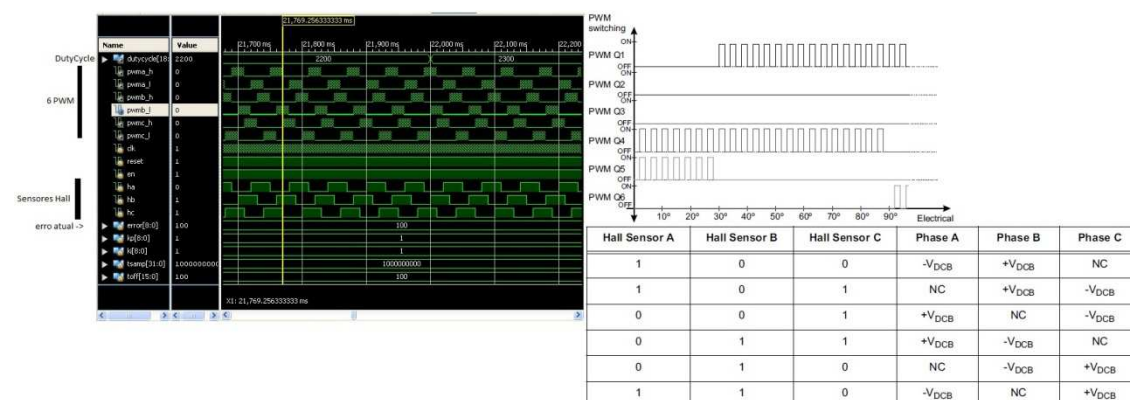 21,769.256333333 ms
Name Value
21,700 ms 21,800 ms 21,900 ms 22,000 ms 22,100 ms 22,200
DutyCycle dutycycle[18: 2200 2200 2300
pwma_h 0
pwma_l 0
6 PWM pwmb_h 0
pwmb_l 0
pwmc_h 0
pwmc_l 0
clk 1
reset 1
en 1
ha 0
Sensores Hall hb 1
hc 1
erro atual -> error[8:0] 100 100
kp[8:0] 1 1
ki[8:0] 1 1
tsamp[31:0] 1000000000 1000000000
toff[15:0] 100 100
X1: 21,769.256333333 ms
PWM
switching
ON
PWM Q1
OFF
ON
PWM Q2
OFF
ON
PWM Q3
OFF
ON
PWM Q4
OFF
ON
PWM Q5
OFF
ON
PWM Q6
OFF
10° 20° 30° 40° 50° 60° 70° 80° 90° Electrical
Hall Sensor A Hall Sensor B Hall Sensor C Phase A Phase B Phase C
1 0 0 -VDCB +VDCB NC
1 0 1 NC +VDCB -VDCB
0 0 1 +VDCB NC -VDCB
0 1 1 +VDCB -VDCB NC
0 1 0 NC -VDCB +VDCB
1 1 0 -VDCB NC +VDCB